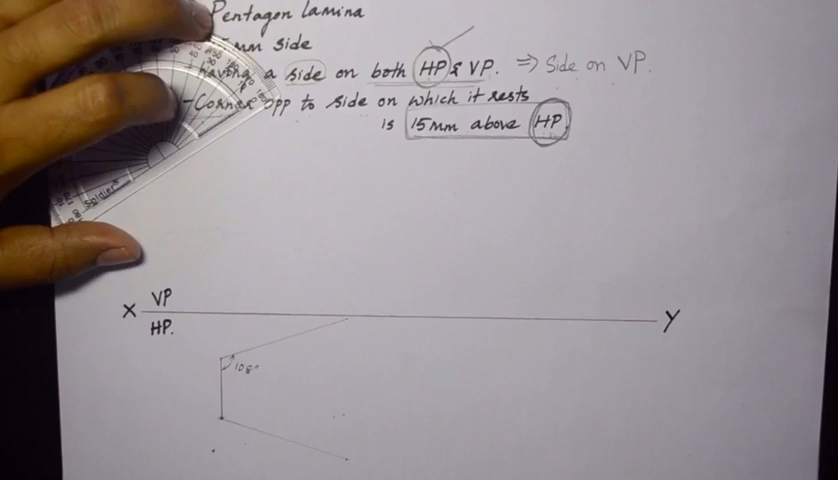 Pentagon Lamina
mm side
having a side on both HP & VP. ⇒ Side on VP.
-Corner opp to side on which it rests
is 15mm above HP
X VP
HP. Y
108°